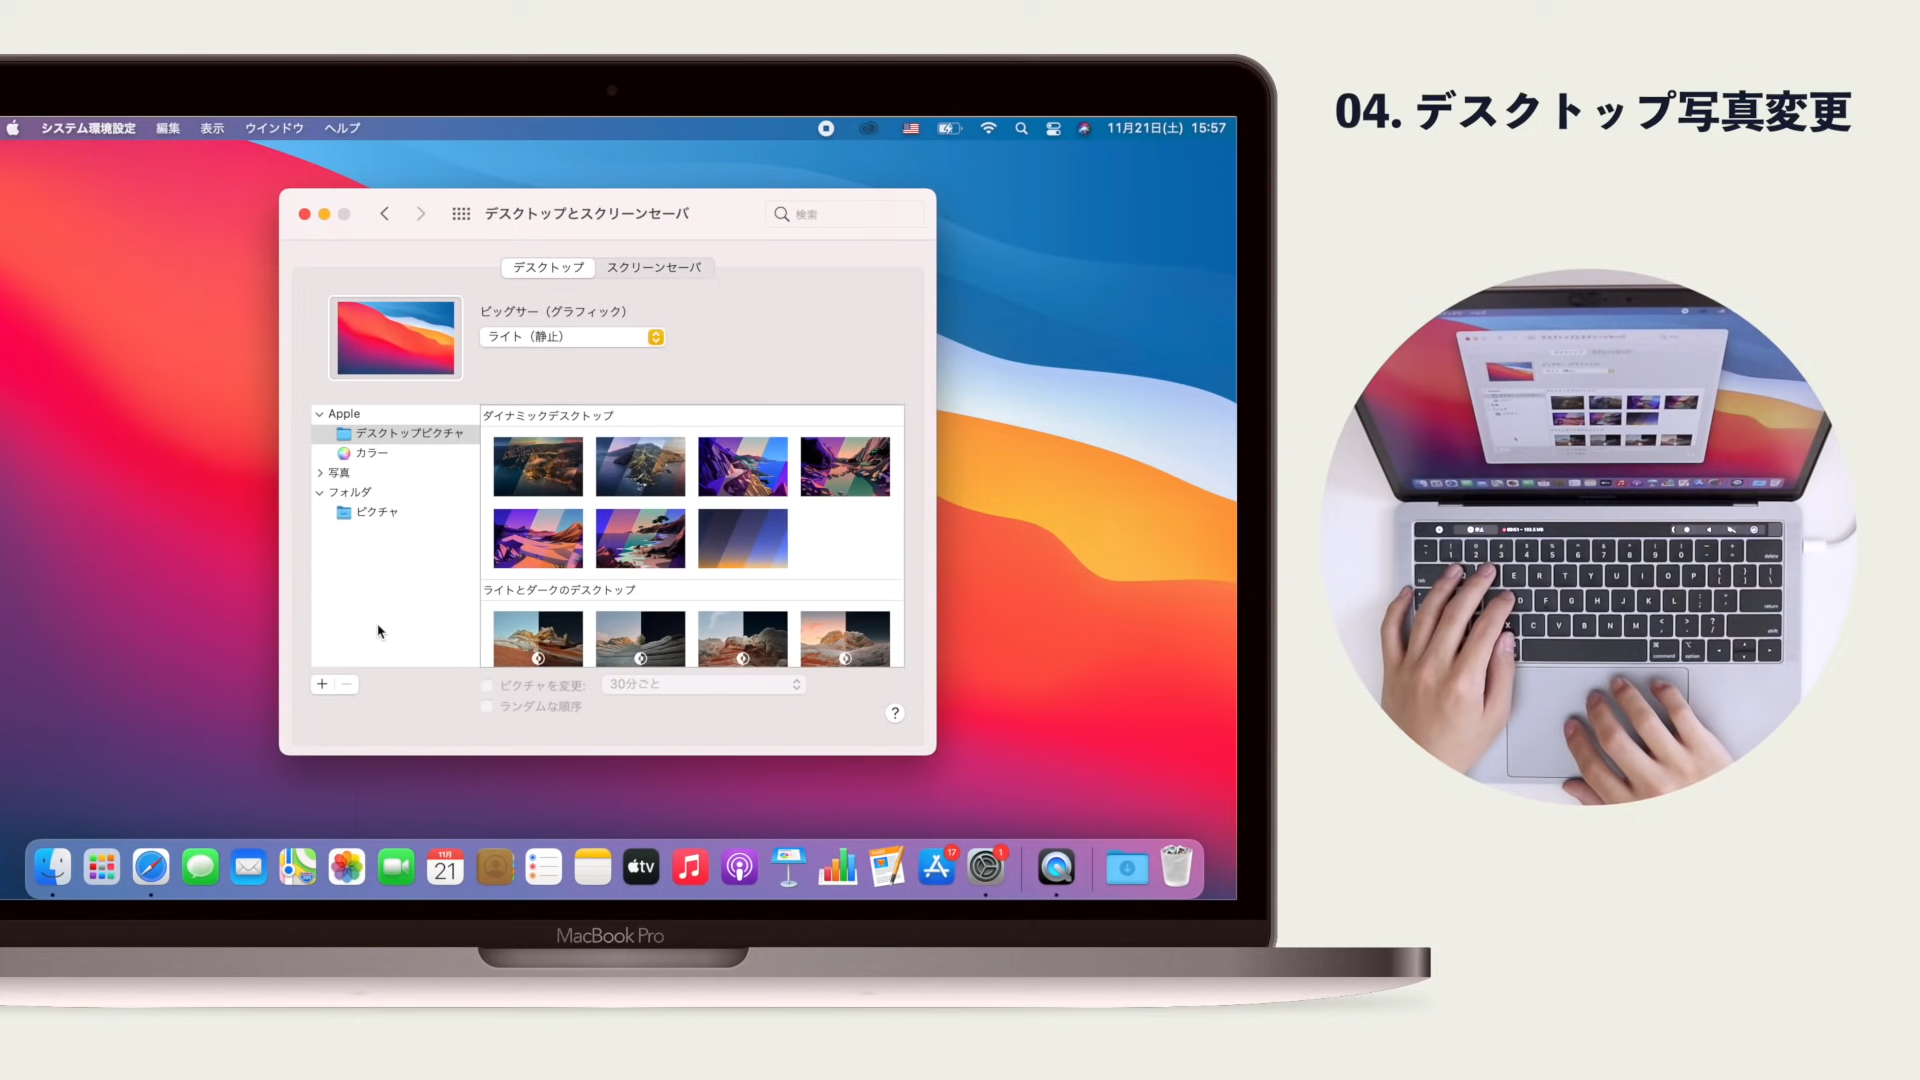 04. デスクトップ写真変更
システム環境設定 編集 表示 ウインドウ ヘルプ
11月21日(土) 15:57
デスクトップとスクリーンセーバ
検索
デスクトップ スクリーンセーバ
ビッグサー（グラフィック）
ライト（静止）
Apple
デスクトップピクチャ
カラー
写真
フォルダ
ピクチャ
ダイナミックデスクトップ
ライトとダークのデスクトップ
+ −
ピクチャを変更: 30分ごと
ランダムな順序
?
11月
21
tv
17
1
MacBook Pro